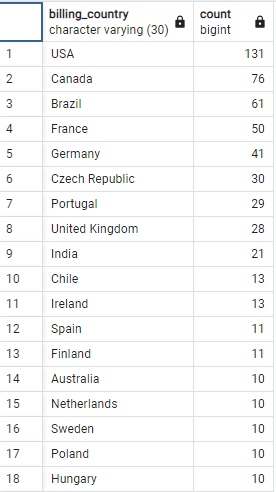 billing_country count
character varying (30) bigint
1 USA 131
2 Canada 76
3 Brazil 61
4 France 50
5 Germany 41
6 Czech Republic 30
7 Portugal 29
8 United Kingdom 28
9 India 21
10 Chile 13
11 Ireland 13
12 Spain 11
13 Finland 11
14 Australia 10
15 Netherlands 10
16 Sweden 10
17 Poland 10
18 Hungary 10